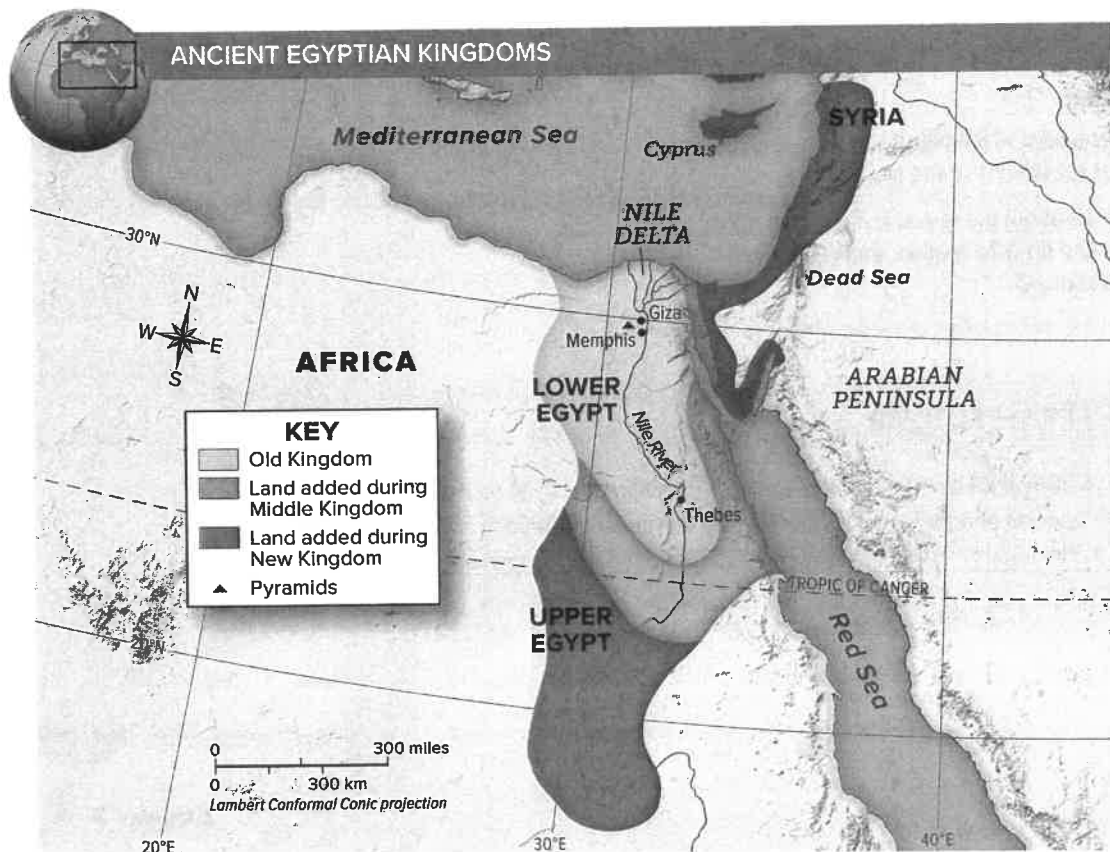 ANCIENT EGYPTIAN KINGDOMS
Mediterranean Sea
Cyprus
SYRIA
NILE
DELTA
30°N
Dead Sea
N
W E
S
Giza
Memphis
AFRICA
LOWER
EGYPT
ARABIAN
PENINSULA
Nile River
Thebes
KEY
Old Kingdom
Land added during
Middle Kingdom
Land added during
New Kingdom
Pyramids
TROPIC OF CANCER
UPPER
EGYPT
20°N
Red Sea
0 300 miles
0 300 km
Lambert Conformal Conic projection
20°E
30°E
40°E